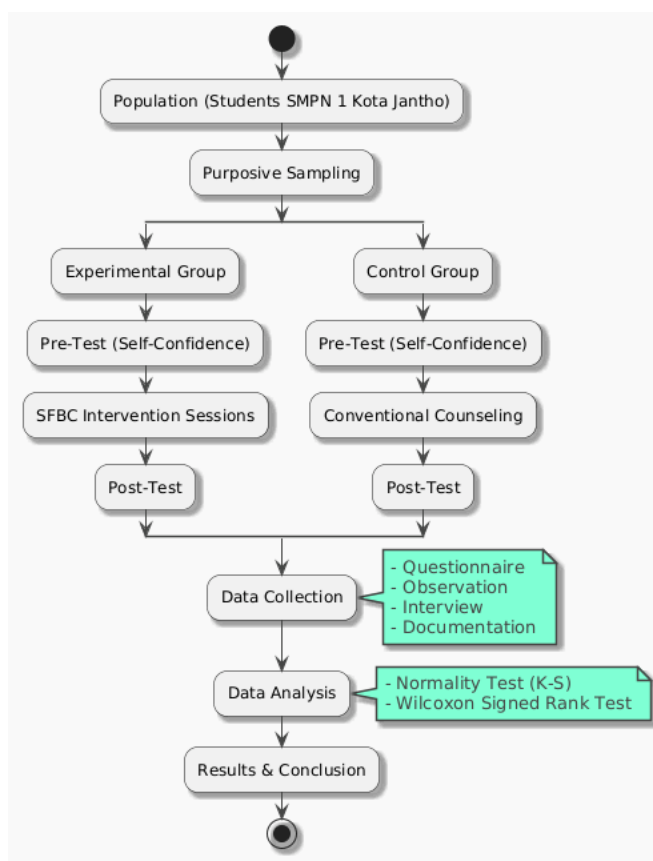 Population (Students SMPN 1 Kota Jantho)
Purposive Sampling
Experimental Group
Control Group
Pre-Test (Self-Confidence)
Pre-Test (Self-Confidence)
SFBC Intervention Sessions
Conventional Counseling
Post-Test
Post-Test
Data Collection
- Questionnaire
- Observation
- Interview
- Documentation
Data Analysis
- Normality Test (K-S)
- Wilcoxon Signed Rank Test
Results & Conclusion